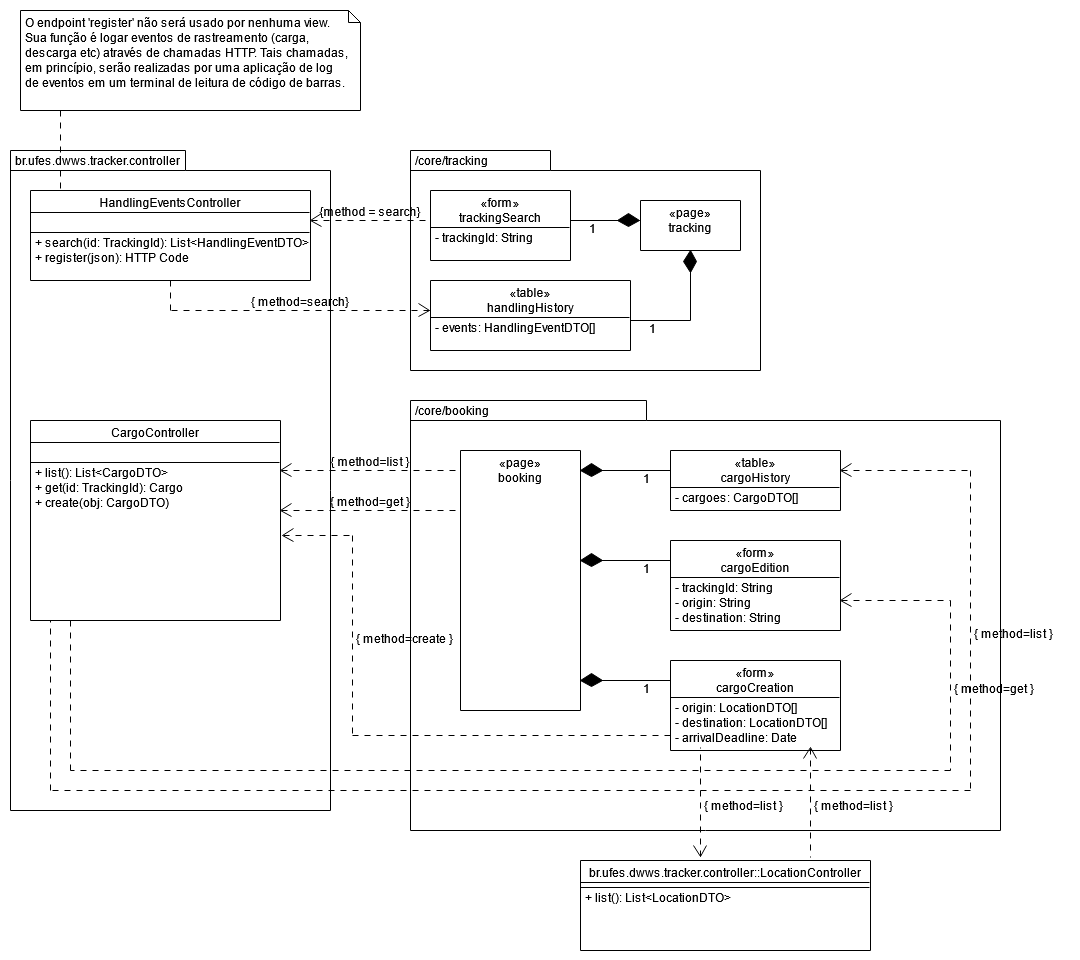 O endpoint 'register' não será usado por nenhuma view.
Sua função é logar eventos de rastreamento (carga,
descarga etc) através de chamadas HTTP. Tais chamadas,
em princípio, serão realizadas por uma aplicação de log
de eventos em um terminal de leitura de código de barras.
br.ufes.dwws.tracker.controller
HandlingEventsController
+ search(id: TrackingId): List<HandlingEventDTO>
+ register(json): HTTP Code
{method = search}
{ method=search}
/core/tracking
«form»
trackingSearch
- trackingId: String
1
«page»
tracking
«table»
handlingHistory
- events: HandlingEventDTO[]
1
CargoController
+ list(): List<CargoDTO>
+ get(id: TrackingId): Cargo
+ create(obj: CargoDTO)
{ method=list }
{ method=get }
{ method=create }
/core/booking
«page»
booking
1
«table»
cargoHistory
- cargoes: CargoDTO[]
1
«form»
cargoEdition
- trackingId: String
- origin: String
- destination: String
1
«form»
cargoCreation
- origin: LocationDTO[]
- destination: LocationDTO[]
- arrivalDeadline: Date
{ method=list }
{ method=get }
{ method=list }
{ method=list }
br.ufes.dwws.tracker.controller::LocationController
+ list(): List<LocationDTO>